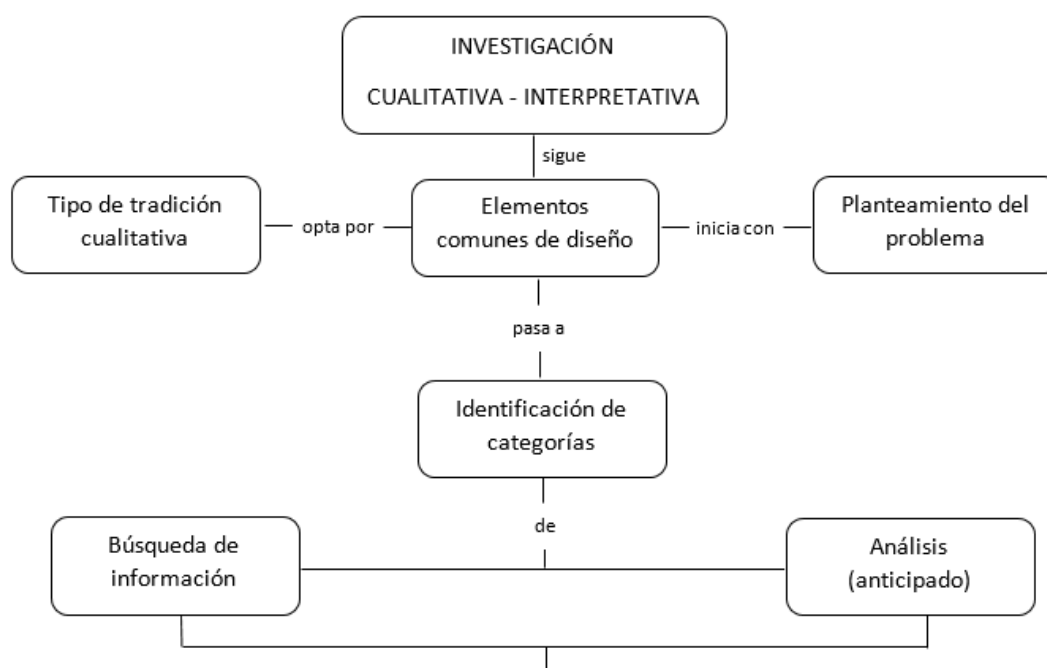 INVESTIGACIÓN
CUALITATIVA - INTERPRETATIVA
sigue
Tipo de tradición
cualitativa
opta por
Elementos
comunes de diseño
inicia con
Planteamiento del
problema
pasa a
Identificación de
categorías
de
Búsqueda de
información
Análisis
(anticipado)